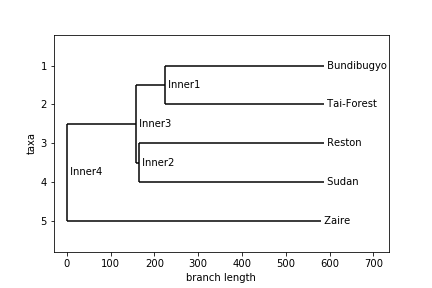 1 Bundibugyo
Inner1
2 Tai-Forest
Inner3
3 Reston
taxa
Inner2
Inner4
4 Sudan
5 Zaire
0 100 200 300 400 500 600 700
branch length